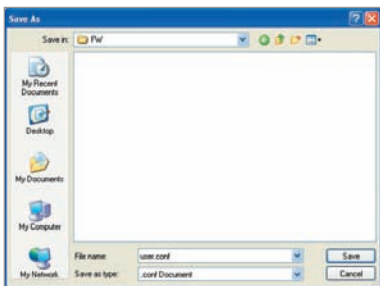 Save As
Save in:
FW
My Recent
Documents
Desktop
My Documents
My Computer
My Network
File name:
user.conf
Save
Save as type:
.conf Document
Cancel